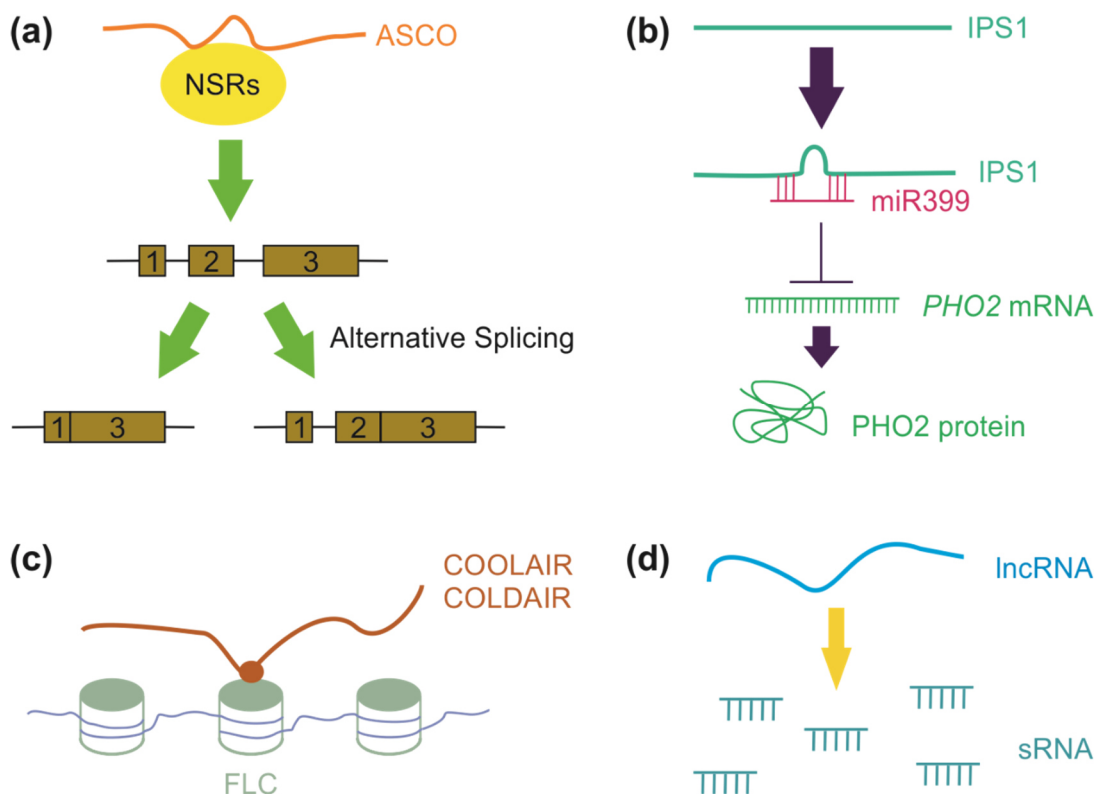 (a)
ASCO
NSRs
1 2 3
Alternative Splicing
1 3
1 2 3
(b)
IPS1
IPS1
miR399
PHO2 mRNA
PHO2 protein
(c)
COOLAIR
COLDAIR
FLC
(d)
lncRNA
sRNA